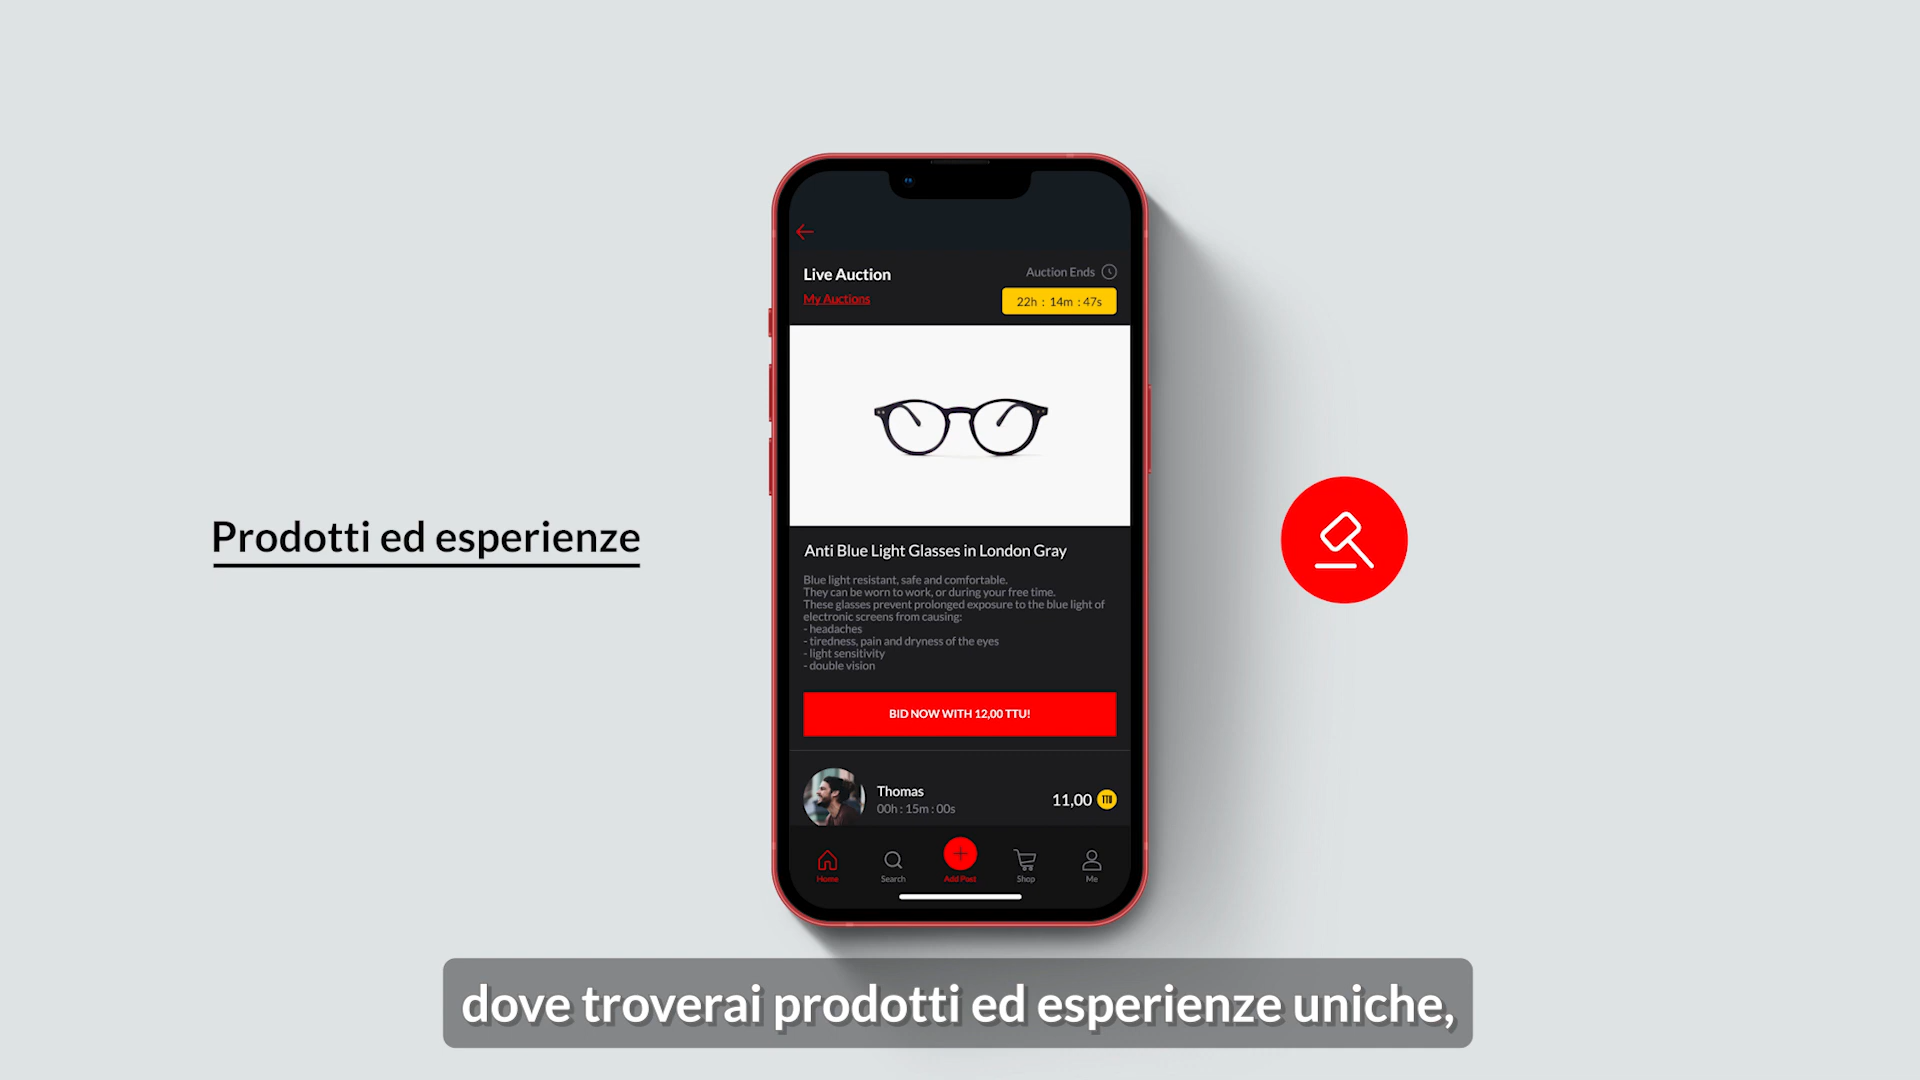 Live Auction
Auction Ends
My Auctions
22h : 14m : 47s
Prodotti ed esperienze
Anti Blue Light Glasses in London Gray
Blue light resistant, safe and comfortable.
They can be worn to work, or during your free time.
These glasses prevent prolonged exposure to the blue light of
electronic screens from causing:
- headaches
- tiredness, pain and dryness of the eyes
- light sensitivity
- double vision
BID NOW WITH 12,00 TTU!
Thomas
00h : 15m : 00s
11,00 TTU
Home
Search
Add Post
Shop
Me
dove troverai prodotti ed esperienze uniche,